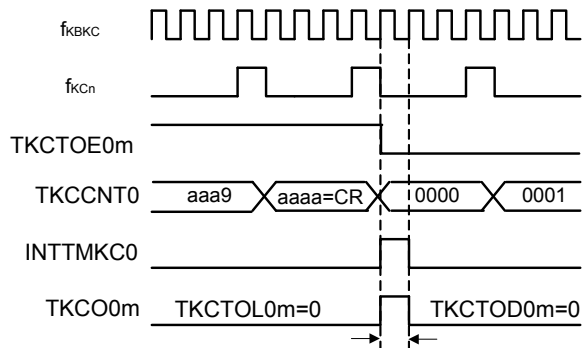 fKBKC
fKCn
TKCTOE0m
TKCCNT0 aaa9 aaaa=CR 0000 0001
INTTMKC0
TKCO0m TKCTOL0m=0 TKCTOD0m=0